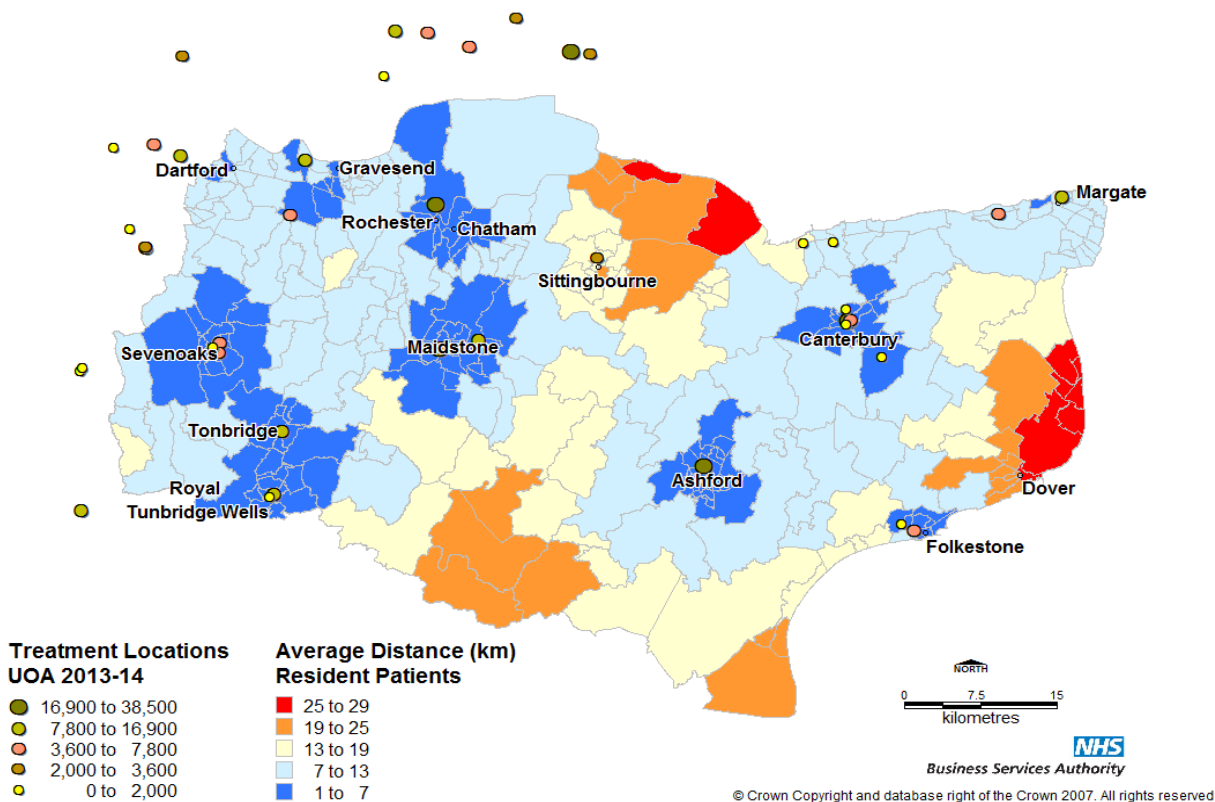 Dartford
Gravesend
Margate
Rochester
Chatham
Sittingbourne
Sevenoaks
Maidstone
Canterbury
Tonbridge
Royal
Tunbridge Wells
Ashford
Dover
Folkestone
Treatment Locations
UOA 2013-14
16,900 to 38,500
7,800 to 16,900
3,600 to 7,800
2,000 to 3,600
0 to 2,000
Average Distance (km)
Resident Patients
25 to 29
19 to 25
13 to 19
7 to 13
1 to 7
NORTH
0 7.5 15
kilometres
NHS
Business Services Authority
© Crown Copyright and database right of the Crown 2007. All rights reserved